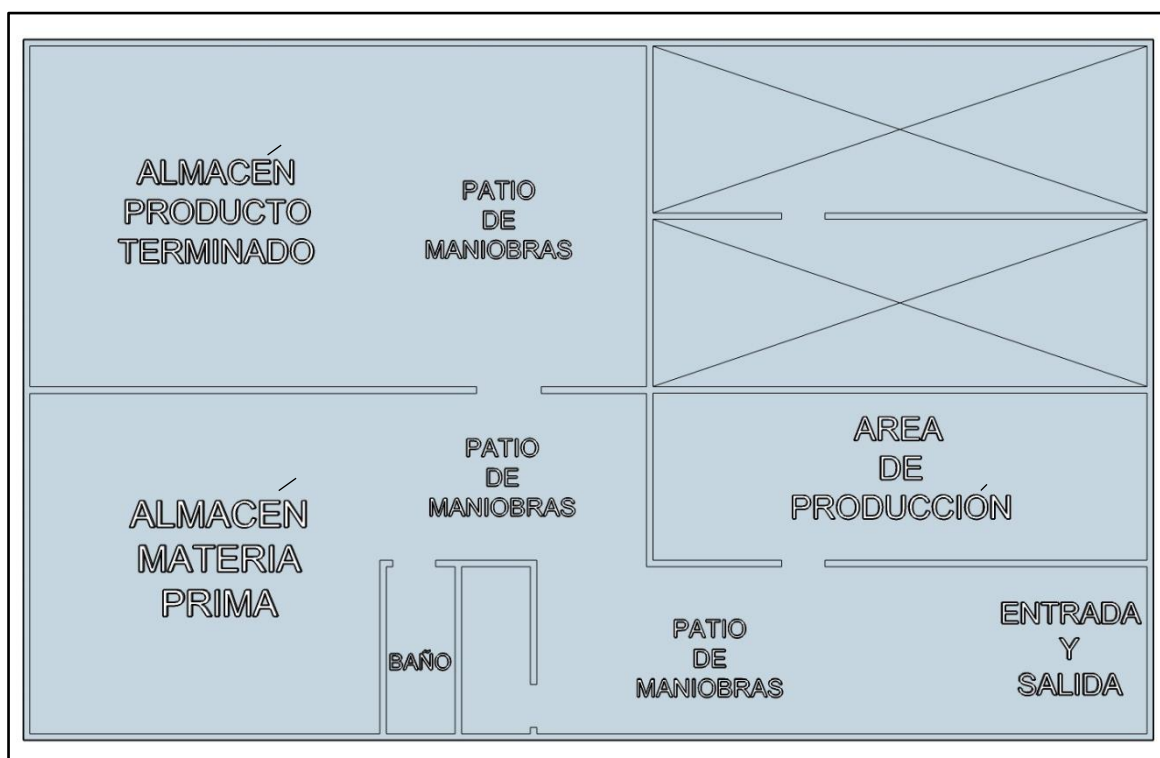 ALMACÉN
PRODUCTO
TERMINADO
PATIO
DE
MANIOBRAS
PATIO
DE
MANIOBRAS
AREA
DE
PRODUCCIÓN
ALMACÉN
MATERIA
PRIMA
BAÑO
PATIO
DE
MANIOBRAS
ENTRADA
Y
SALIDA